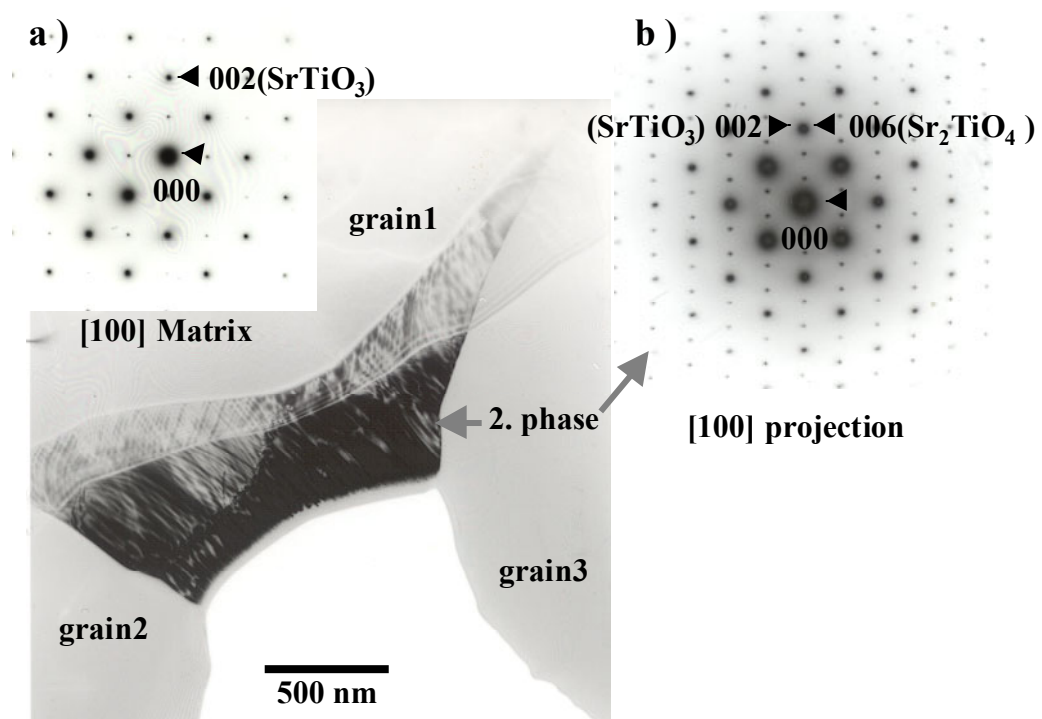 a )
002(SrTiO₃)
000
[100] Matrix
b )
(SrTiO₃) 002
006(Sr₂TiO₄ )
000
[100] projection
grain1
2. phase
grain3
grain2
500 nm